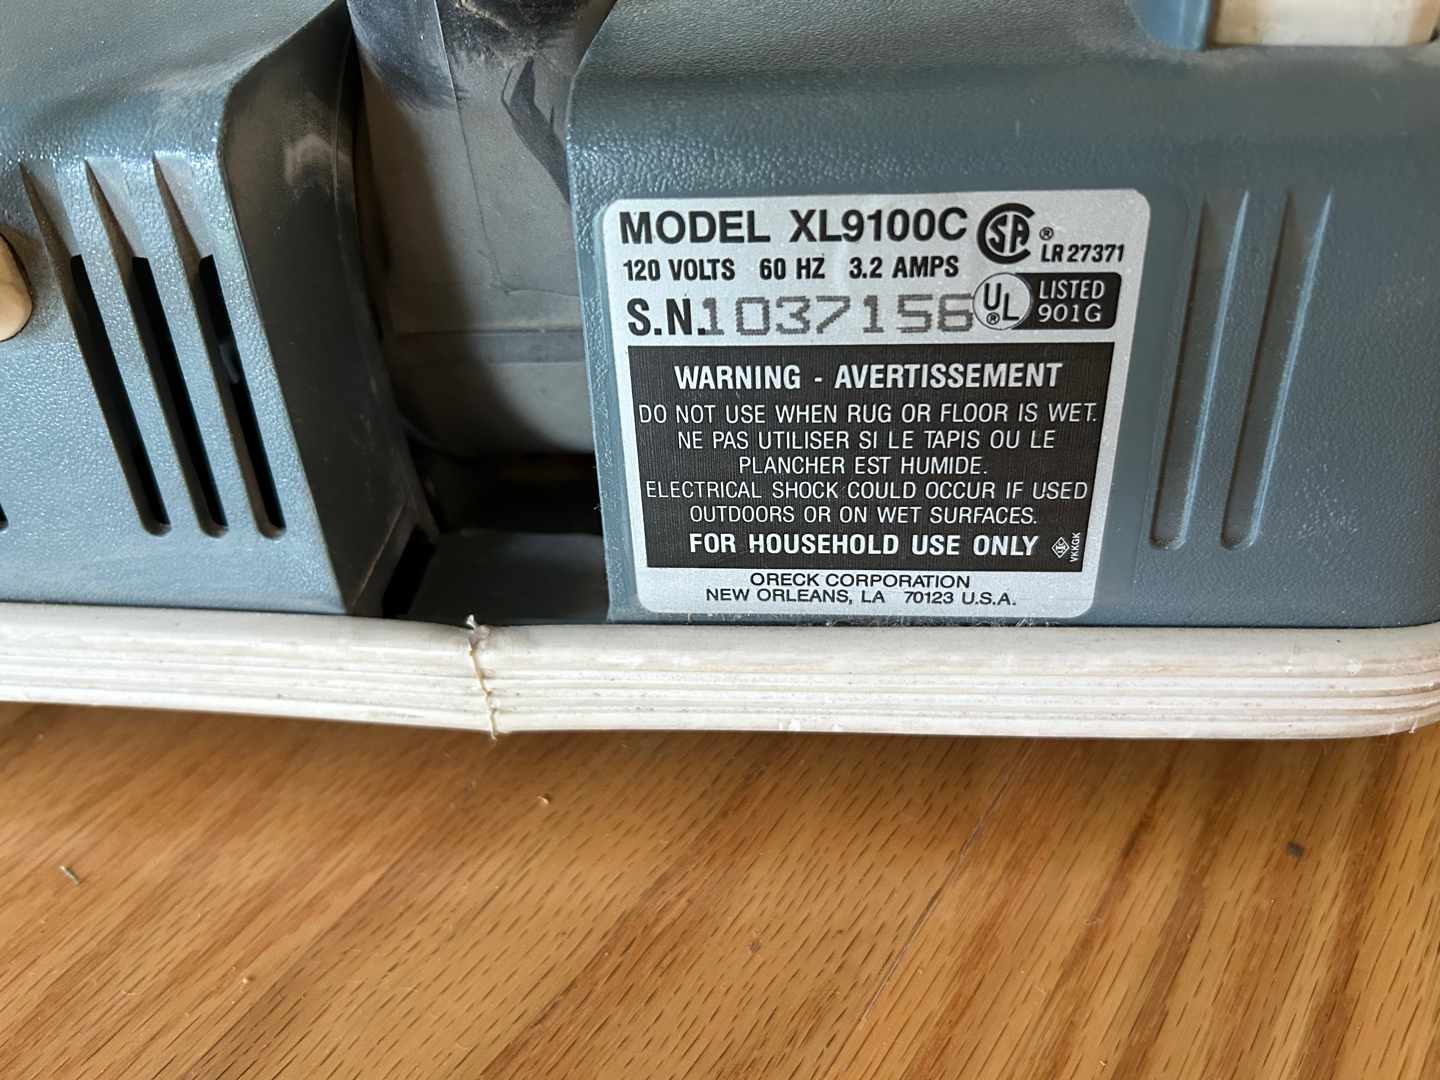 MODEL XL9100C
SA ® LR 27371
120 VOLTS 60 HZ 3.2 AMPS
S.N. 1037156
UL ® LISTED
901G
WARNING - AVERTISSEMENT
DO NOT USE WHEN RUG OR FLOOR IS WET.
NE PAS UTILISER SI LE TAPIS OU LE
PLANCHER EST HUMIDE.
ELECTRICAL SHOCK COULD OCCUR IF USED
OUTDOORS OR ON WET SURFACES.
FOR HOUSEHOLD USE ONLY
VKKGK
ORECK CORPORATION
NEW ORLEANS, LA 70123 U.S.A.